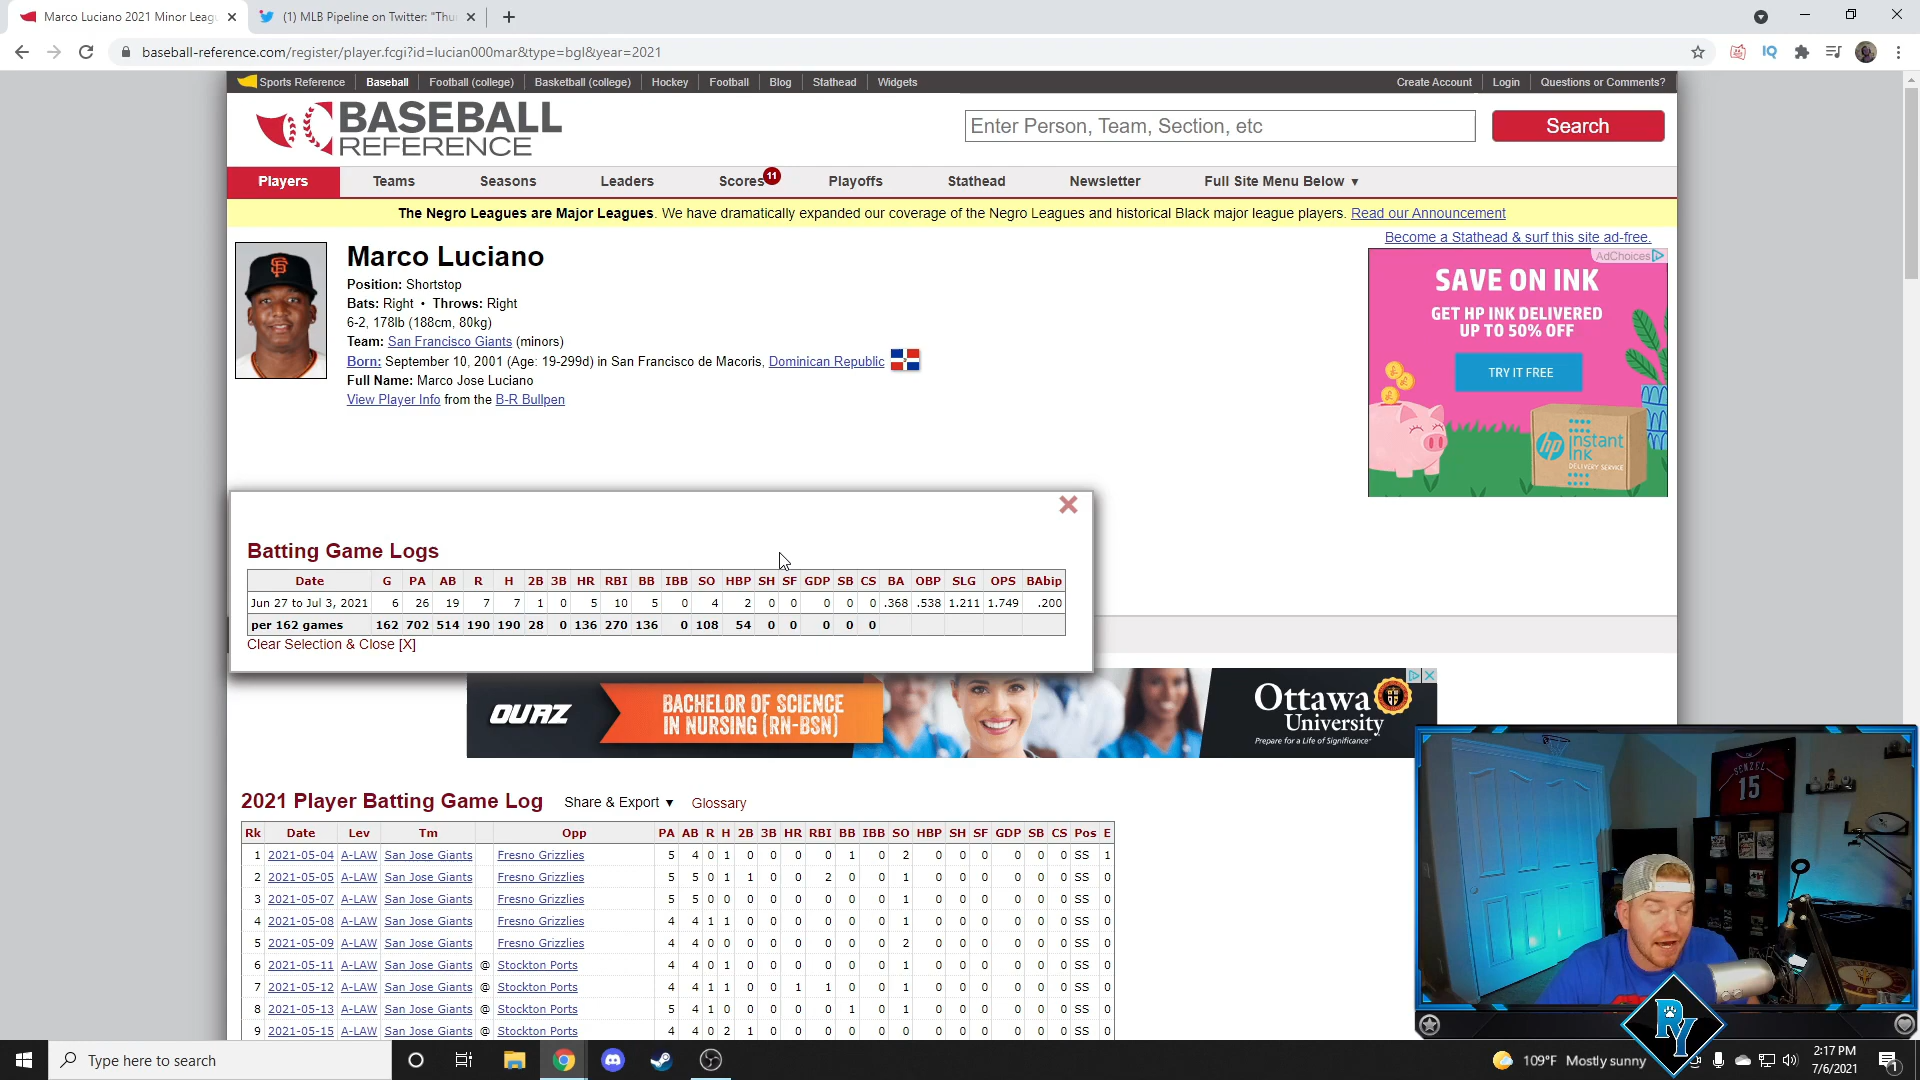 Marco Luciano 2021 Minor Leag
(1) MLB Pipeline on Twitter: "Thu
baseball-reference.com/register/player.fcgi?id=lucian000mar&type=bgl&year=2021
IQ
Sports Reference Baseball Football (college) Basketball (college) Hockey Football Blog Stathead Widgets Create Account Login Questions or Comments?
BASEBALL
REFERENCE
Enter Person, Team, Section, etc
Search
Players Teams Seasons Leaders Scores 11 Playoffs Stathead Newsletter Full Site Menu Below ▼
The Negro Leagues are Major Leagues. We have dramatically expanded our coverage of the Negro Leagues and historical Black major league players. Read our Announcement
Become a Stathead & surf this site ad-free.
Marco Luciano
Position: Shortstop
Bats: Right • Throws: Right
6-2, 178lb (188cm, 80kg)
Team: San Francisco Giants (minors)
Born: September 10, 2001 (Age: 19-299d) in San Francisco de Macoris, Dominican Republic
Full Name: Marco Jose Luciano
View Player Info from the B-R Bullpen
AdChoices
SAVE ON INK
GET HP INK DELIVERED
UP TO 50% OFF
TRY IT FREE
hp instant
ink
DELIVERY SERVICE
Batting Game Logs
Date G PA AB R H 2B 3B HR RBI BB IBB SO HBP SH SF GDP SB CS BA OBP SLG OPS BAbip
Jun 27 to Jul 3, 2021 6 26 19 7 7 1 0 5 10 5 0 4 2 0 0 0 0 0 .368 .538 1.211 1.749 .200
per 162 games 162 702 514 190 190 28 0 136 270 136 0 108 54 0 0 0 0 0
Clear Selection & Close [X]
OUAZ
BACHELOR OF SCIENCE
IN NURSING (RN-BSN)
Ottawa
University
Prepare for a Life of Significance
2021 Player Batting Game Log Share & Export ▼ Glossary
Rk Date Lev Tm Opp PA AB R H 2B 3B HR RBI BB IBB SO HBP SH SF GDP SB CS Pos E
1 2021-05-04 A-LAW San Jose Giants Fresno Grizzlies 5 4 0 1 0 0 0 0 1 0 2 0 0 0 0 0 0 SS 1
2 2021-05-05 A-LAW San Jose Giants Fresno Grizzlies 5 5 0 1 1 0 0 2 0 0 1 0 0 0 0 0 0 SS 0
3 2021-05-07 A-LAW San Jose Giants Fresno Grizzlies 5 5 0 0 0 0 0 0 0 0 1 0 0 0 0 0 0 SS 0
4 2021-05-08 A-LAW San Jose Giants Fresno Grizzlies 4 4 1 1 0 0 0 0 0 0 1 0 0 0 0 0 0 SS 0
5 2021-05-09 A-LAW San Jose Giants Fresno Grizzlies 4 4 0 0 0 0 0 0 0 0 2 0 0 0 0 0 0 SS 0
6 2021-05-11 A-LAW San Jose Giants @ Stockton Ports 4 4 0 1 0 0 0 0 0 0 1 0 0 0 0 0 0 SS 0
7 2021-05-12 A-LAW San Jose Giants @ Stockton Ports 4 4 1 1 0 0 1 1 0 0 1 0 0 0 0 0 0 SS 0
8 2021-05-13 A-LAW San Jose Giants @ Stockton Ports 5 4 1 0 0 0 0 0 1 0 1 0 0 0 0 0 0 SS 0
9 2021-05-15 A-LAW San Jose Giants @ Stockton Ports 4 4 0 2 1 0 0 0 0 0 0 0 0 0 0 0 0 SS 0
SENZEL
15
RY
Type here to search
109°F Mostly sunny
2:17 PM
7/6/2021
1